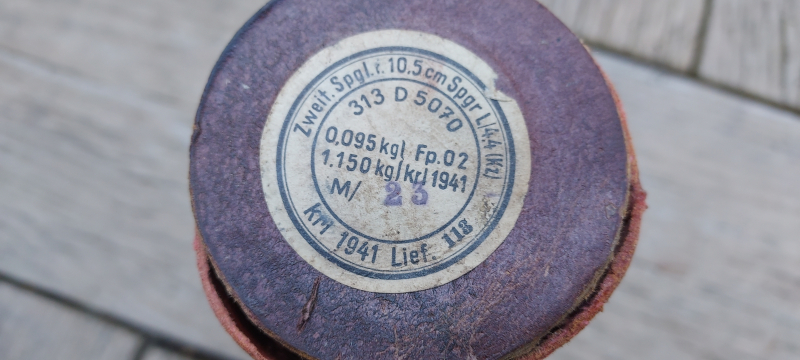 Zweit. Spgl. f. 10,5 cm Spgr L/4,4 (Kz)
313 D 5070
0,095 kg/ Fp. 02
1.150 kg/kr/1941
M/ 23
km 1941 Lief. 118